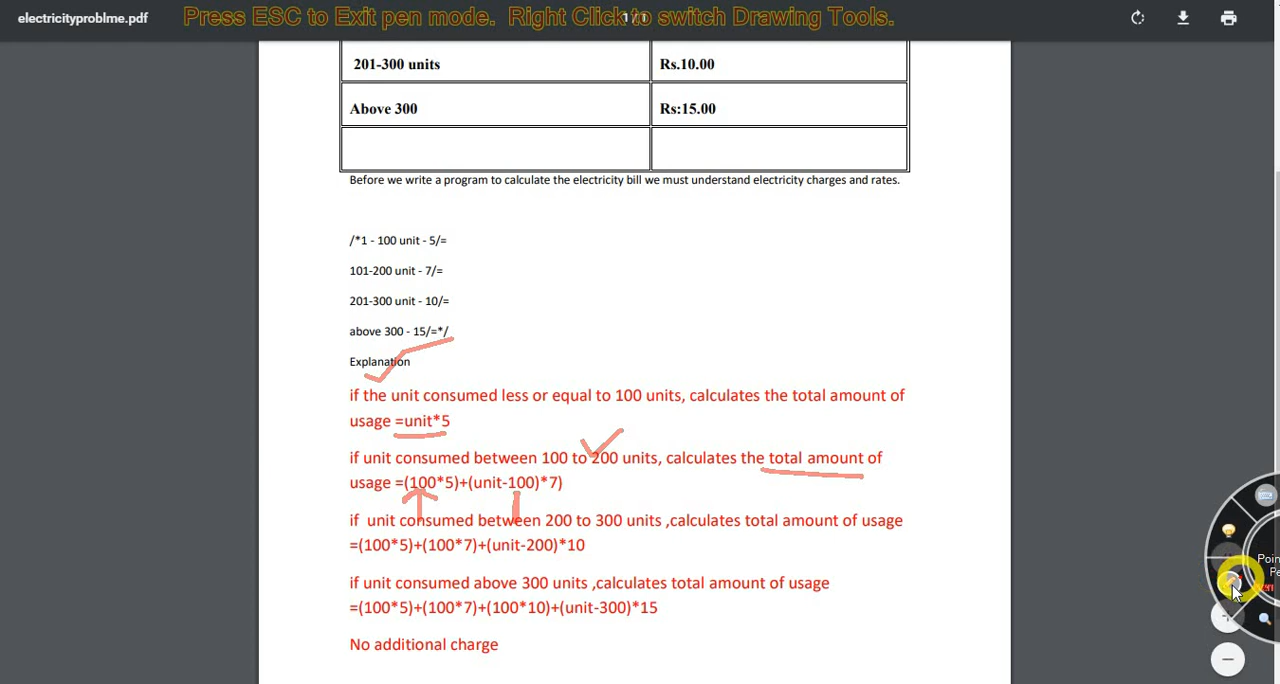 electricityproblme.pdf
Press ESC to Exit pen mode. Right Click to switch Drawing Tools.
201-300 units Rs.10.00
Above 300 Rs:15.00
Before we write a program to calculate the electricity bill we must understand electricity charges and rates.
/*1 - 100 unit - 5/=
101-200 unit - 7/=
201-300 unit - 10/=
above 300 - 15/=*/
Explanation
if the unit consumed less or equal to 100 units, calculates the total amount of
usage =unit*5
if unit consumed between 100 to 200 units, calculates the total amount of
usage =(100*5)+(unit-100)*7)
if unit consumed between 200 to 300 units ,calculates total amount of usage
=(100*5)+(100*7)+(unit-200)*10
if unit consumed above 300 units ,calculates total amount of usage
=(100*5)+(100*7)+(100*10)+(unit-300)*15
No additional charge